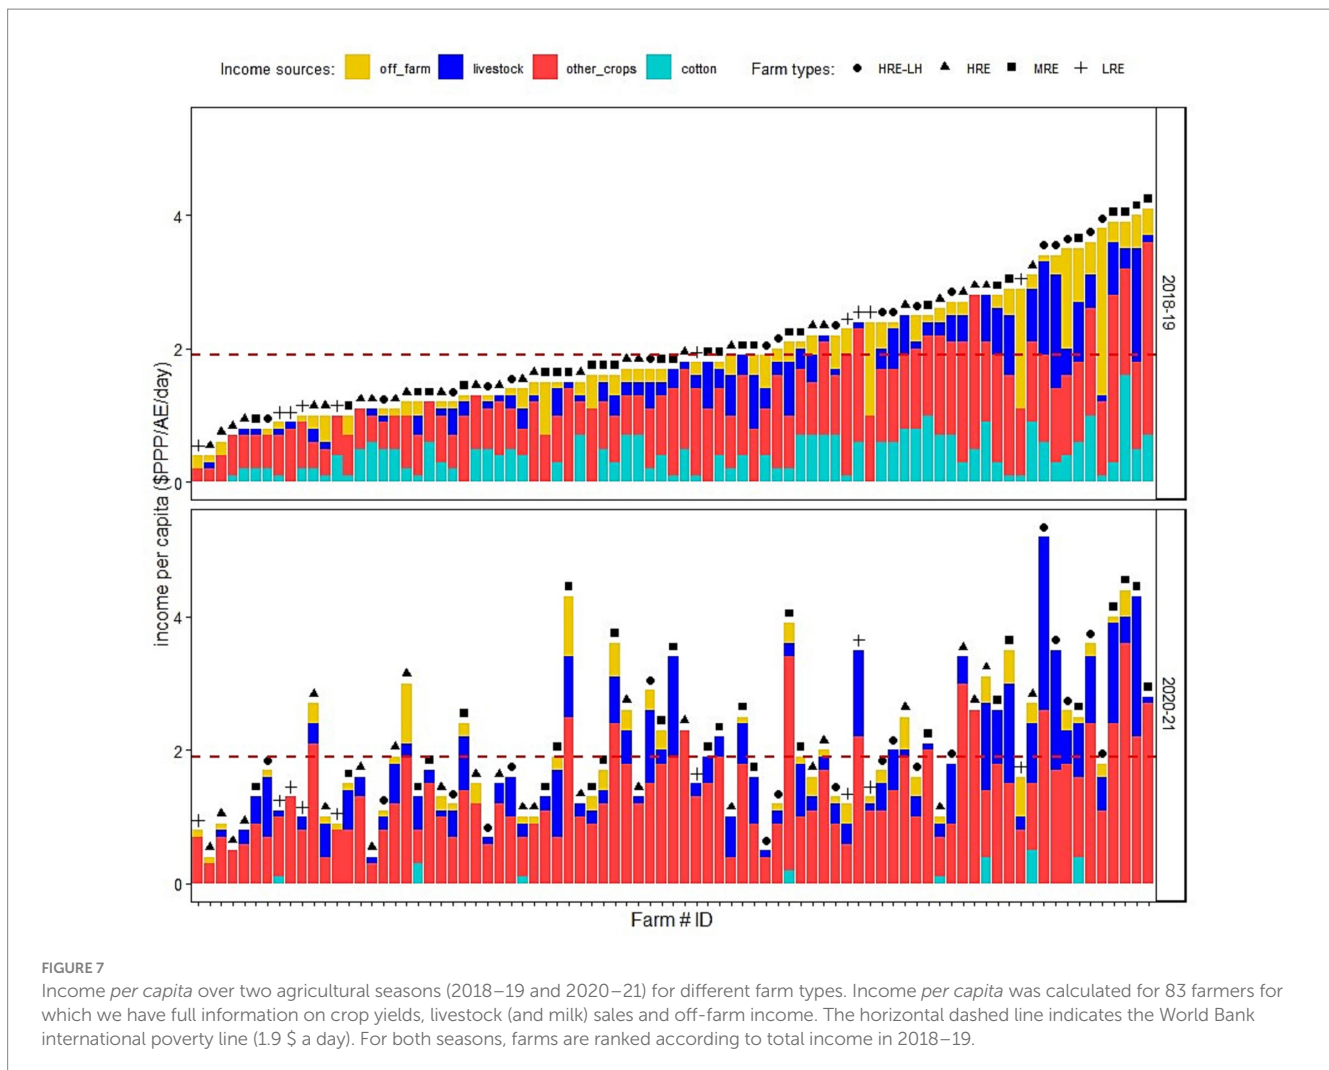 Income sources: off_farm livestock other_crops cotton Farm types: HRE-LH HRE MRE LRE
4
2
0
2018-19
income per capita ($PPP/AE/day)
4
2
0
2020-21
Farm # ID
FIGURE 7
Income per capita over two agricultural seasons (2018–19 and 2020–21) for different farm types. Income per capita was calculated for 83 farmers for
which we have full information on crop yields, livestock (and milk) sales and off-farm income. The horizontal dashed line indicates the World Bank
international poverty line (1.9 $ a day). For both seasons, farms are ranked according to total income in 2018–19.